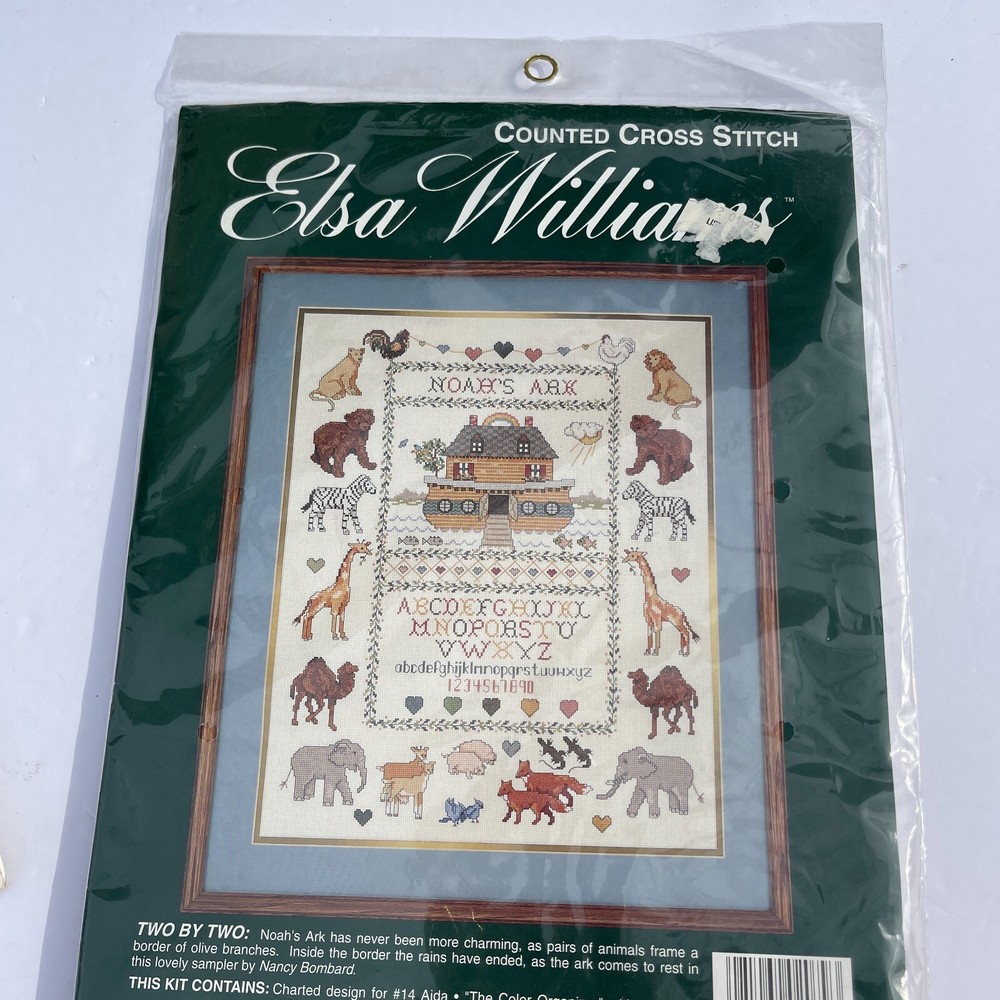 COUNTED CROSS STITCH
Elsa Williams™
NOAH'S ARK
ABCDEFGHIJKL
MNOPQRSTU
VWXYZ
abcdefghijklmnopqrstuvwxyz
1234567890
TWO BY TWO: Noah's Ark has never been more charming, as pairs of animals frame a
border of olive branches. Inside the border the rains have ended, as the ark comes to rest in
this lovely sampler by Nancy Bombard.
THIS KIT CONTAINS: Charted design for #14 Aida • "The Color